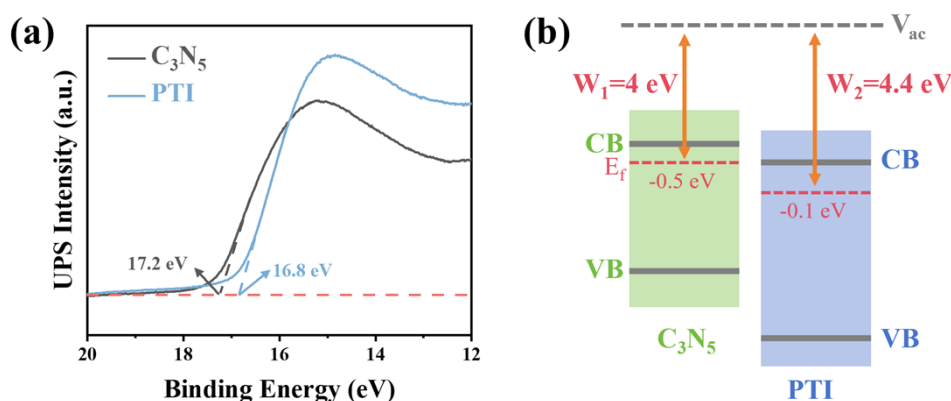 (a)
C₃N₅
PTI
UPS Intensity (a.u.)
17.2 eV
16.8 eV
20 18 16 14 12
Binding Energy (eV)
(b)
Vac
W₁=4 eV
W₂=4.4 eV
CB
CB
Ef
-0.5 eV
-0.1 eV
VB
VB
C₃N₅
PTI